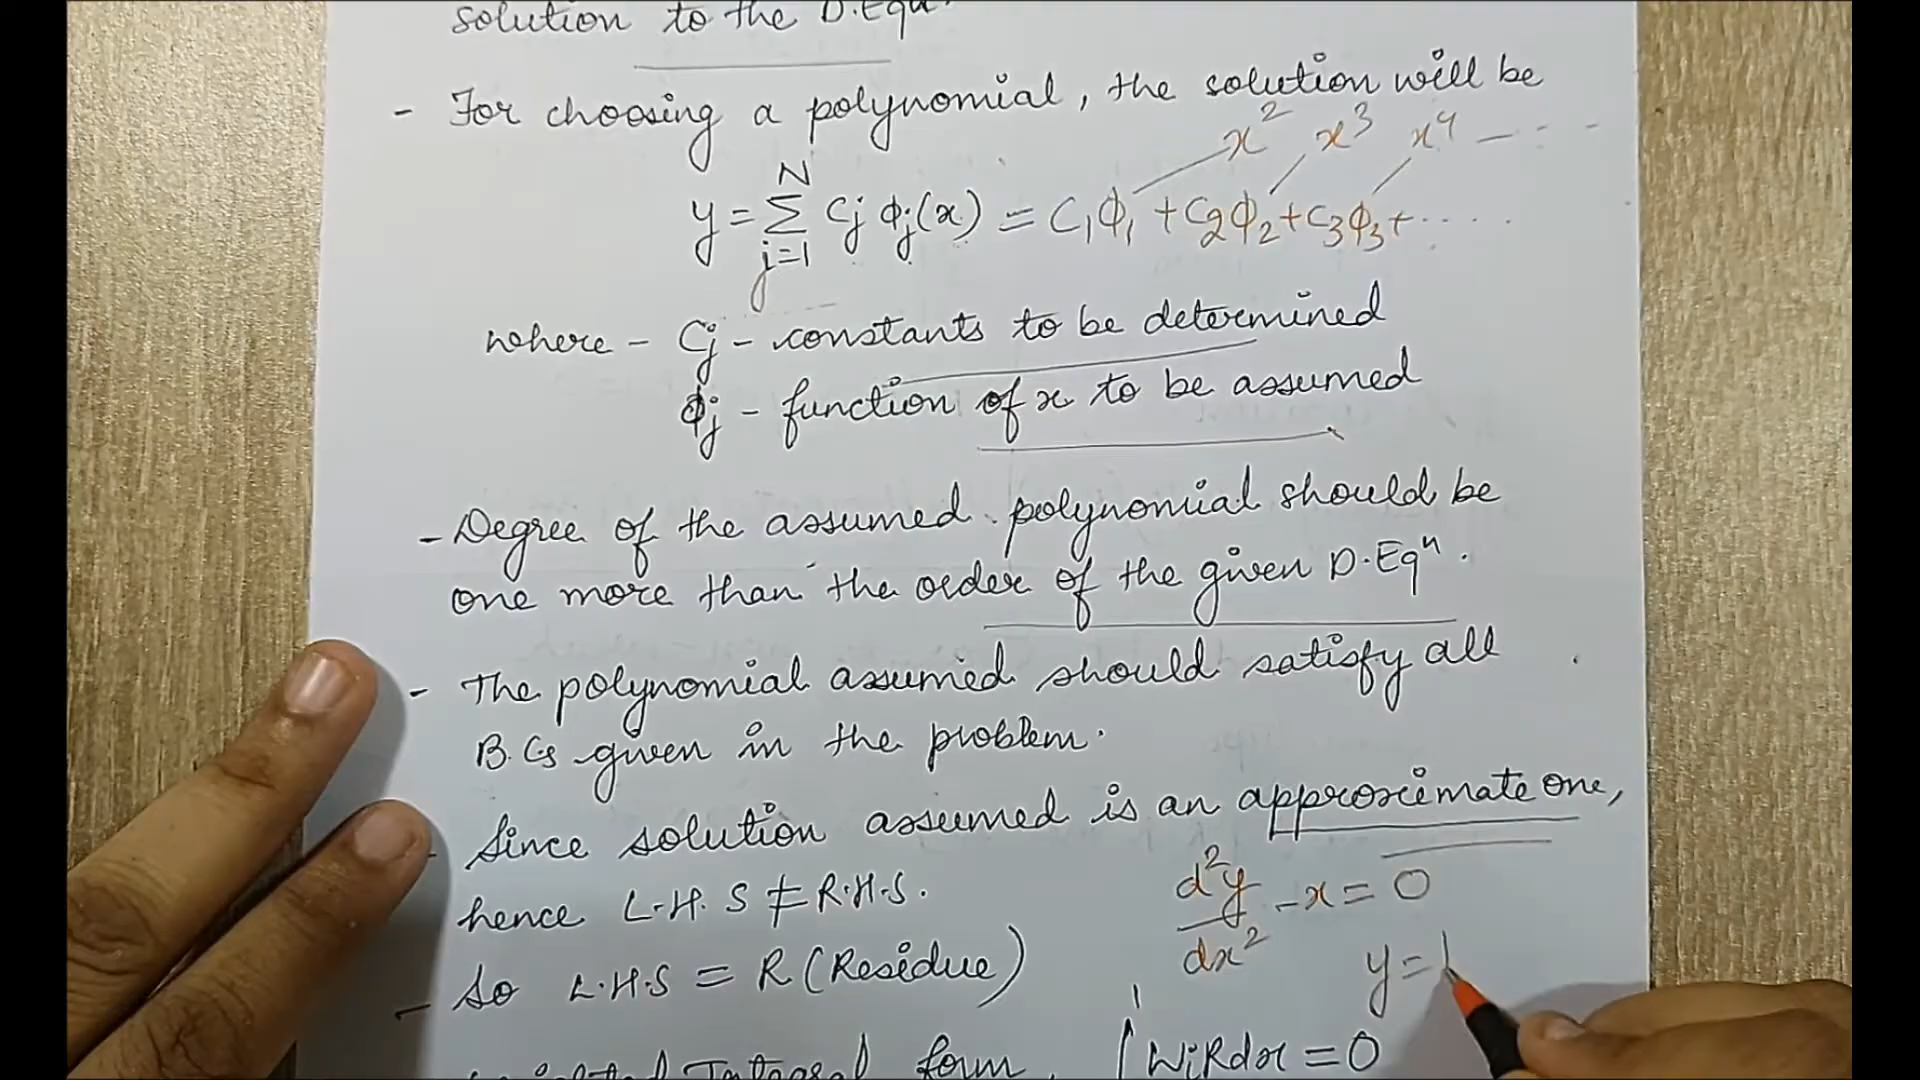 solution to the D.Equ.
- For choosing a polynomial, the solution will be
x² x³ x⁴ - - - -
y = N∑j=1 Cj ϕj(x) = C₁ϕ₁ + C₂ϕ₂ + C₃ϕ₃ + .....
where - Cj - constants to be determined
ϕj - function of x to be assumed
- Degree of the assumed polynomial should be
one more than the order of the given D.Eqⁿ.
- The polynomial assumed should satisfy all
B.Cs given in the problem.
- Since solution assumed is an approximate one,
hence L.H.S ≠ R.H.S.
d²y/dx² - x = 0
- So L.H.S = R (Residue)
y =
Integral form, ∫ WiRdx = 0